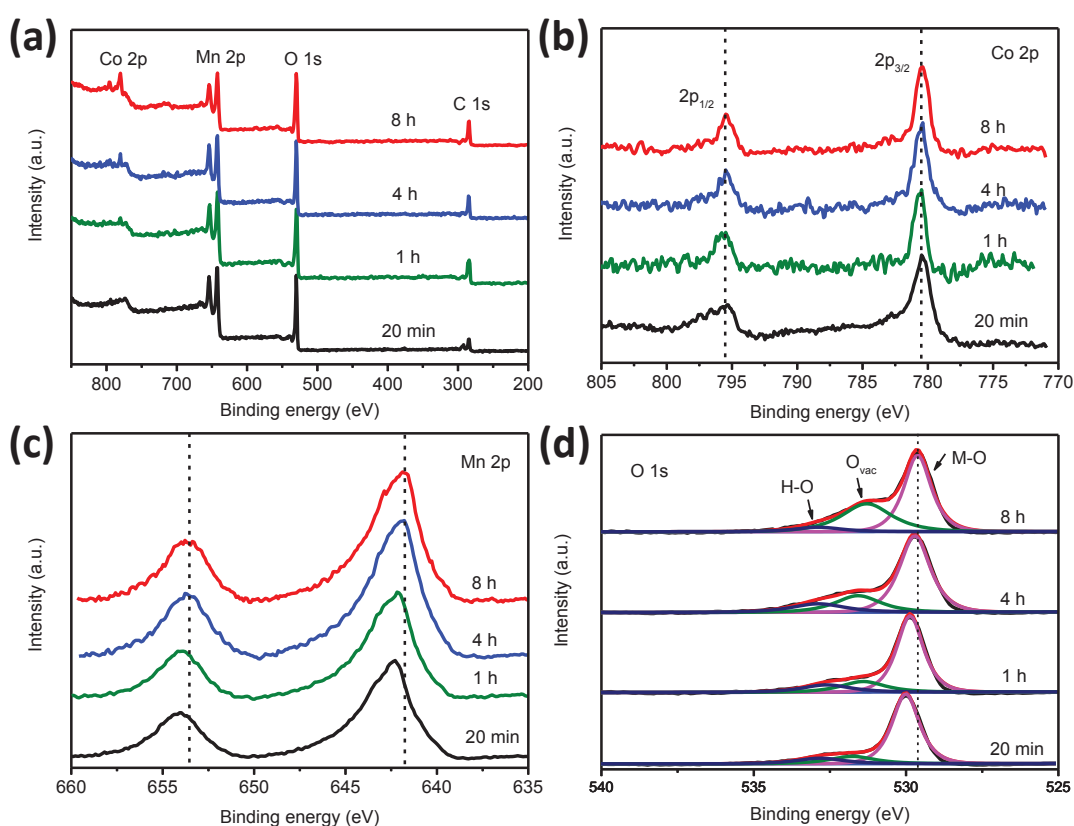 (a)
Co 2p
Mn 2p
O 1s
C 1s
8 h
4 h
1 h
20 min
Intensity (a.u.)
800 700 600 500 400 300 200
Binding energy (eV)
(b)
Co 2p
2p1/2
2p3/2
8 h
4 h
1 h
20 min
Intensity (a.u.)
805 800 795 790 785 780 775 770
Binding energy (eV)
(c)
Mn 2p
8 h
4 h
1 h
20 min
Intensity (a.u.)
660 655 650 645 640 635
Binding energy (eV)
(d)
O 1s
H-O
Ovac
M-O
8 h
4 h
1 h
20 min
Intensity (a.u.)
540 535 530 525
Binding energy (eV)